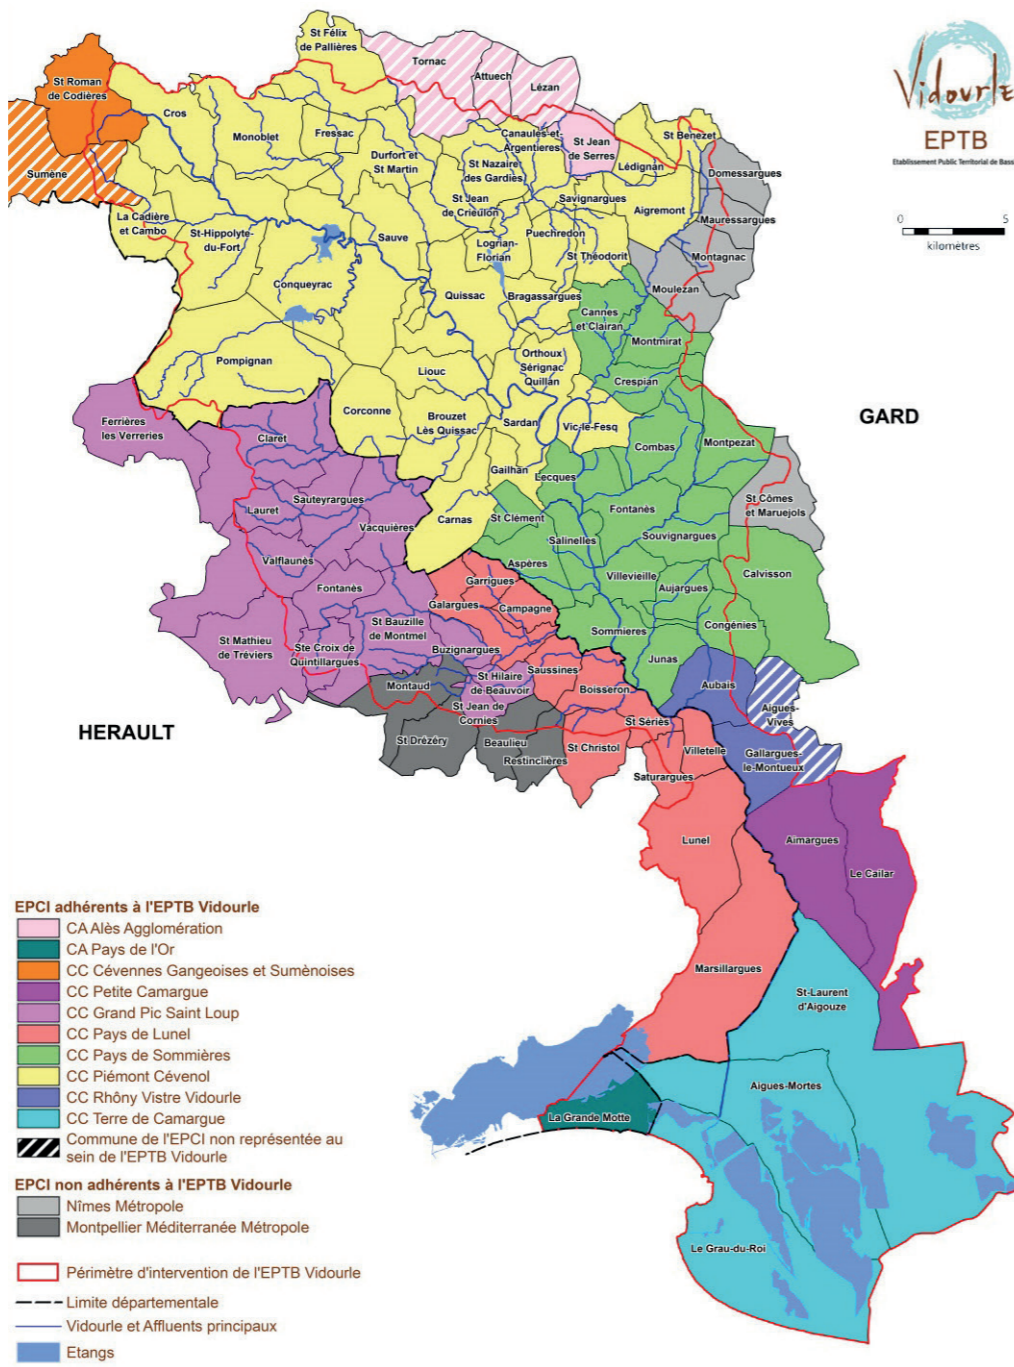 St Félix
de Pallières
Tornac
Attuech
Lézan
St Roman
de Codières
Cros
Monoblet
Fressac
Canaules-et-
Argentieres
St Jean
de Serres
St Bénezet
Vidourle
EPTB
Etablissement Public Territorial de Bass
Durfort et
St Martin
St Nazaire
des Gardies
Lédignan
Domessargues
Sumène
St Jean
de Crieulon
Savignargues
Aigremont
Mauressargues
La Cadière
et Cambo
St-Hippolyte-
du-Fort
Sauve
Logrian-
Florian
Puechredon
St Théodorit
Montagnac
0 5
kilomètres
Conqueyrac
Quissac
Bragassargues
Moulezan
Cannes
et Clairan
Montmirat
Pompignan
Liouc
Orthoux
Sérignac
Quillan
Crespian
GARD
Ferrières
les Verreries
Claret
Corconne
Brouzet
Lès Quissac
Sardan
Vic-le-Fesq
Combas
Montpezat
Gailhan
Lecques
Lauret
Sauteyrargues
Vacquières
Carnas
St Clément
Fontanès
St Cômes
et Maruejols
Salinelles
Souvignargues
Valflaunès
Fontanès
Aspères
Villevieille
Aujargues
Calvisson
Garrigues
Galargues
Campagne
St Mathieu
de Tréviers
Ste Croix de
Quintillargues
St Bauzille
de Montmel
Buzignargues
Sommieres
Congénies
Junas
Montaud
St Hilaire
de Beauvoir
Saussines
Boisseron
Aubais
Aigues-
Vives
HERAULT
St Jean de
Cornies
St Drézéry
Beaulieu
Restinclières
St Christol
St Sériès
Villetelle
Saturargues
Gallargues-
le-Montueux
Lunel
Aimargues
Le Cailar
Marsillargues
St-Laurent
d'Aigouze
Aigues-Mortes
La Grande Motte
Le Grau-du-Roi
EPCI adhérents à l'EPTB Vidourle
CA Alès Agglomération
CA Pays de l'Or
CC Cévennes Gangeoises et Sumènoises
CC Petite Camargue
CC Grand Pic Saint Loup
CC Pays de Lunel
CC Pays de Sommières
CC Piémont Cévenol
CC Rhôny Vistre Vidourle
CC Terre de Camargue
Commune de l'EPCI non représentée au
sein de l'EPTB Vidourle
EPCI non adhérents à l'EPTB Vidourle
Nîmes Métropole
Montpellier Méditerranée Métropole
Périmètre d'intervention de l'EPTB Vidourle
Limite départementale
Vidourle et Affluents principaux
Etangs